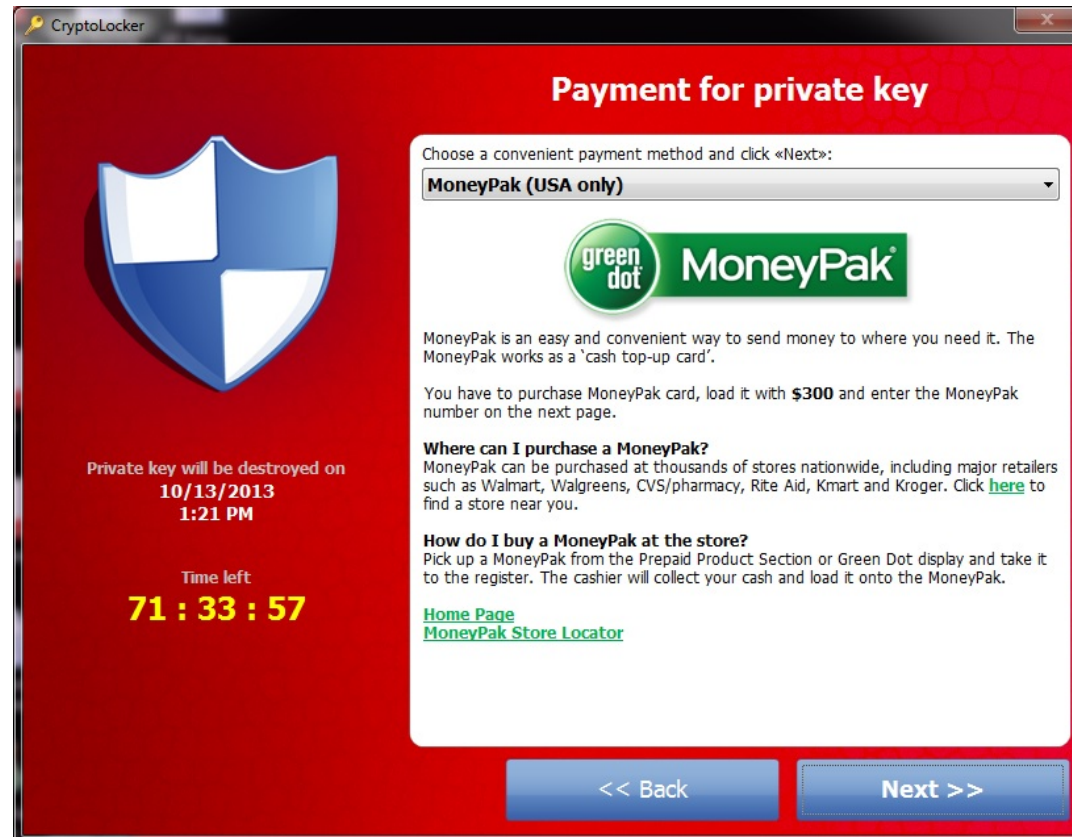 CryptoLocker
Payment for private key
Choose a convenient payment method and click «Next»:
MoneyPak (USA only)
green
dot
MoneyPak
MoneyPak is an easy and convenient way to send money to where you need it. The
MoneyPak works as a ‘cash top-up card’.
You have to purchase MoneyPak card, load it with $300 and enter the MoneyPak
number on the next page.
Where can I purchase a MoneyPak?
MoneyPak can be purchased at thousands of stores nationwide, including major retailers
such as Walmart, Walgreens, CVS/pharmacy, Rite Aid, Kmart and Kroger. Click here to
find a store near you.
How do I buy a MoneyPak at the store?
Pick up a MoneyPak from the Prepaid Product Section or Green Dot display and take it
to the register. The cashier will collect your cash and load it onto the MoneyPak.
Home Page
MoneyPak Store Locator
Private key will be destroyed on
10/13/2013
1:21 PM
Time left
71 : 33 : 57
<< Back
Next >>